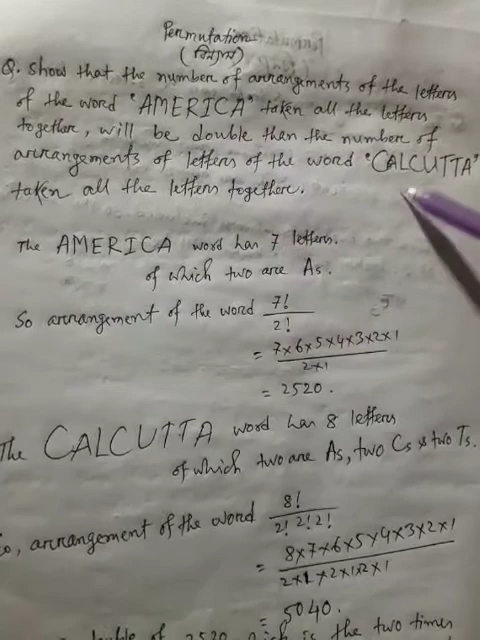 Permutation
(বিন্যাস)
Q. Show that the number of arrangements of the letters
of the word "AMERICA" taken all the letters
together, will be double than the number of
arrangements of letters of the word "CALCUTTA"
taken all the letters together.
The AMERICA word has 7 letters.
of which two are As.
So arrangement of the word 7!
2!
= 7×6×5×4×3×2×1
2×1
= 2520.
The CALCUTTA word has 8 letters
of which two are As, two Cs & two Ts.
So, arrangement of the word 8!
2! 2! 2!
= 8×7×6×5×4×3×2×1
2×1×2×1×2×1
= 5040.
double of 2520 which is the two times